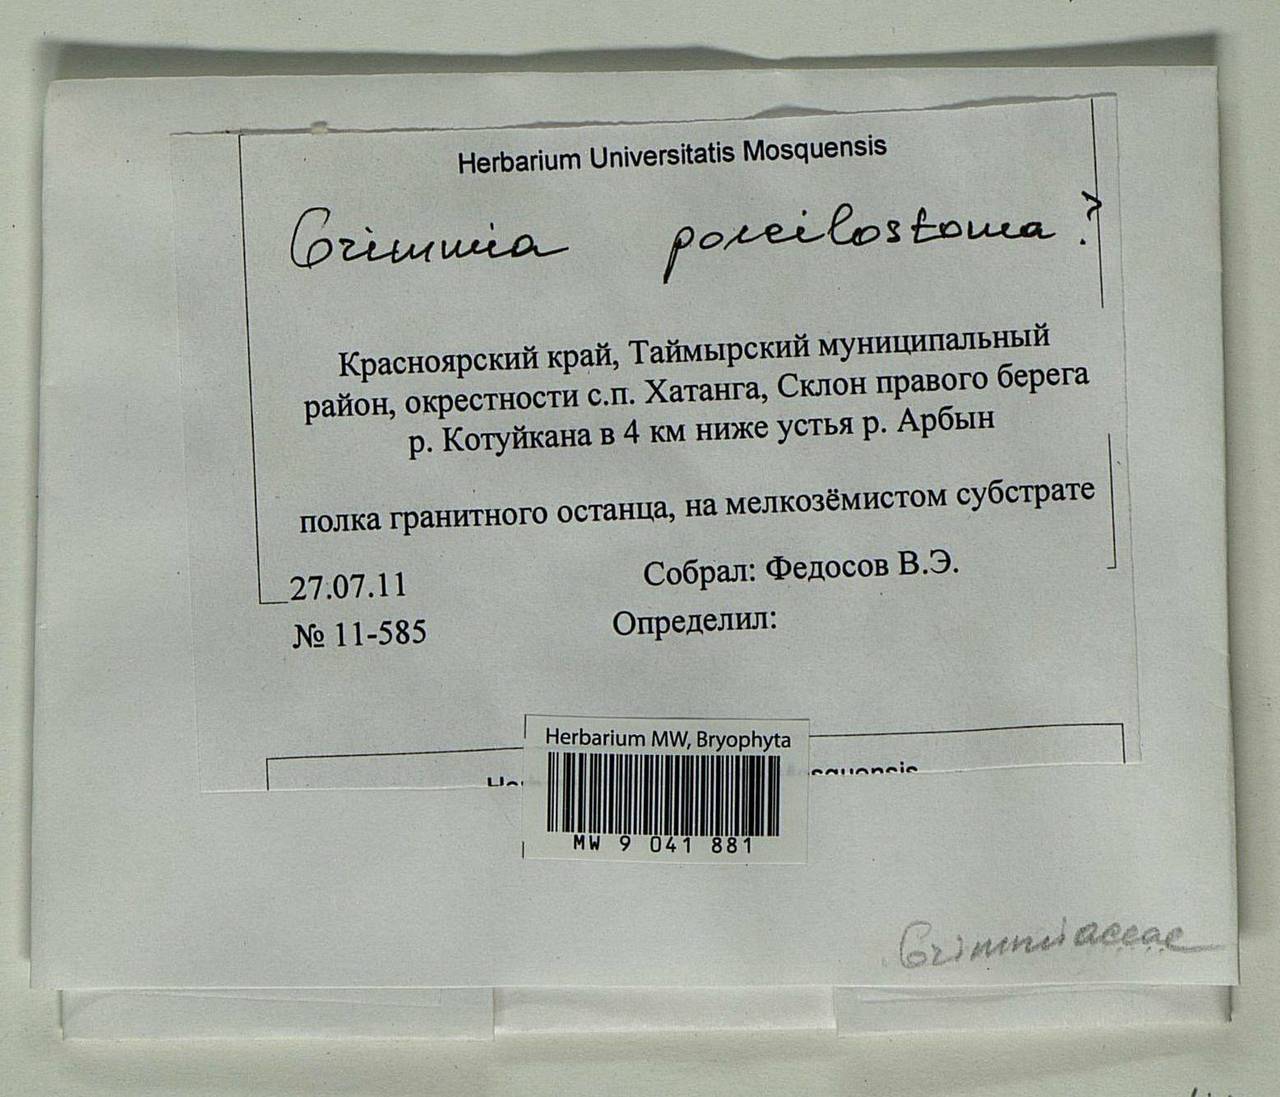 Herbarium Universitatis Mosquensis
Grimmia poecilostoma ?
Красноярский край, Таймырский муниципальный
район, окрестности с.п. Хатанга, Склон правого берега
р. Котуйкана в 4 км ниже устья р. Арбын
полка гранитного останца, на мелкозёмистом субстрате
27.07.11 Собрал: Федосов В.Э.
№ 11-585 Определил:
Herbarium MW, Bryophyta
MW 9 041 881
Grimmiaceae